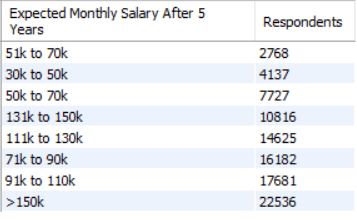 Expected Monthly Salary After 5
Years
Respondents
51k to 70k 2768
30k to 50k 4137
50k to 70k 7727
131k to 150k 10816
111k to 130k 14625
71k to 90k 16182
91k to 110k 17681
>150k 22536